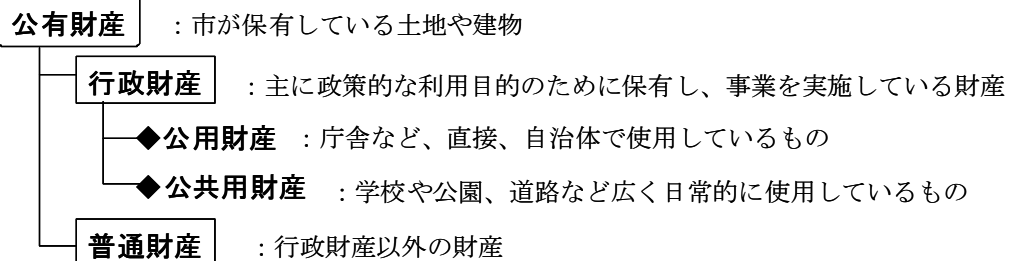 公有財産 :市が保有している土地や建物
行政財産 :主に政策的な利用目的のために保有し、事業を実施している財産
◆公用財産 :庁舎など、直接、自治体で使用しているもの
◆公共用財産 :学校や公園、道路など広く日常的に使用しているもの
普通財産 :行政財産以外の財産